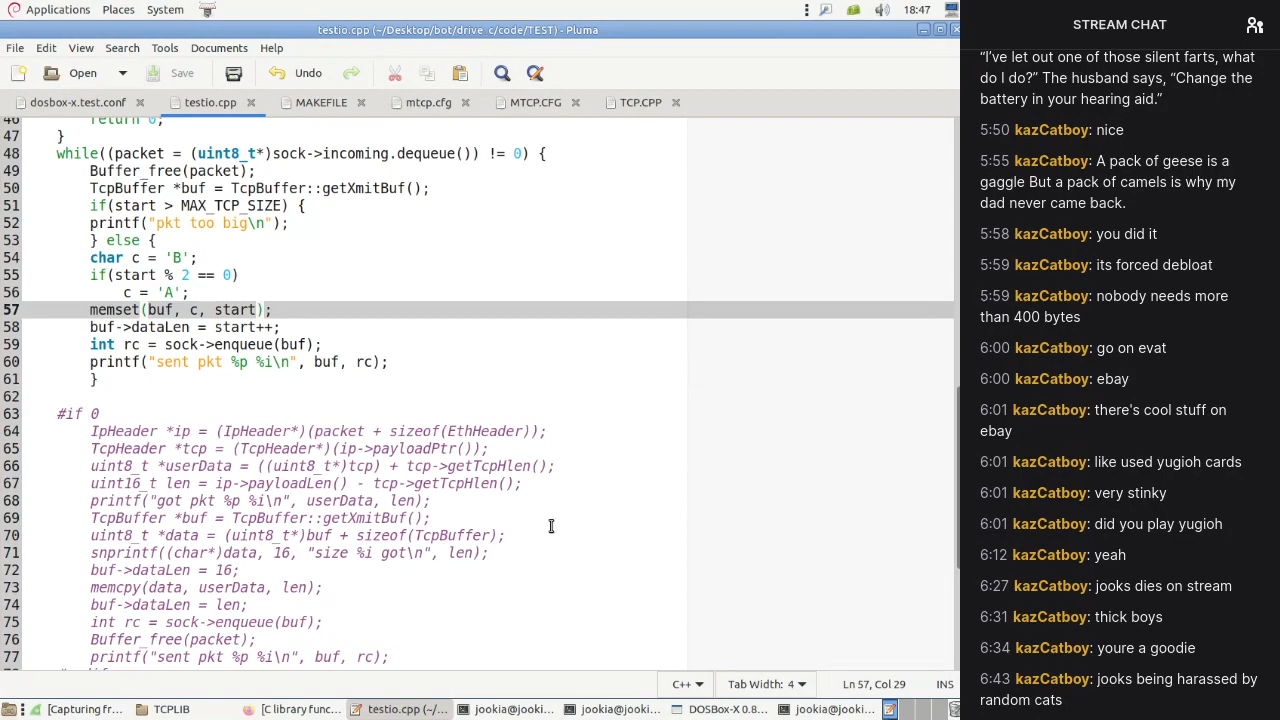 Applications Places System 18:47
testio.cpp (~/Desktop/bot/drive_c/code/TEST) - Pluma
File Edit View Search Tools Documents Help
Open Save Undo
dosbox-x.test.conf testio.cpp MAKEFILE mtcp.cfg MTCP.CFG TCP.CPP
46 return 0;
47 }
48 while((packet = (uint8_t*)sock->incoming.dequeue()) != 0) {
49 Buffer_free(packet);
50 TcpBuffer *buf = TcpBuffer::getXmitBuf();
51 if(start > MAX_TCP_SIZE) {
52 printf("pkt too big\n");
53 } else {
54 char c = 'B';
55 if(start % 2 == 0)
56 c = 'A';
57 memset(buf, c, start);
58 buf->dataLen = start++;
59 int rc = sock->enqueue(buf);
60 printf("sent pkt %p %i\n", buf, rc);
61 }
62
63 #if 0
64 IpHeader *ip = (IpHeader*)(packet + sizeof(EthHeader));
65 TcpHeader *tcp = (TcpHeader*)(ip->payloadPtr());
66 uint8_t *userData = ((uint8_t*)tcp) + tcp->getTcpHlen();
67 uint16_t len = ip->payloadLen() - tcp->getTcpHlen();
68 printf("got pkt %p %i\n", userData, len);
69 TcpBuffer *buf = TcpBuffer::getXmitBuf();
70 uint8_t *data = (uint8_t*)buf + sizeof(TcpBuffer);
71 snprintf((char*)data, 16, "size %i got\n", len);
72 buf->dataLen = 16;
73 memcpy(data, userData, len);
74 buf->dataLen = len;
75 int rc = sock->enqueue(buf);
76 Buffer_free(packet);
77 printf("sent pkt %p %i\n", buf, rc);
C++ Tab Width: 4 Ln 57, Col 29 INS
[Capturing fr... TCPLIB [C library func... testio.cpp (~/... jookia@jooki... jookia@jooki... DOSBox-X 0.8... jookia@jooki...
STREAM CHAT
“I’ve let out one of those silent farts, what
do I do?” The husband says, “Change the
battery in your hearing aid.”
5:50 kazCatboy: nice
5:55 kazCatboy: A pack of geese is a
gaggle But a pack of camels is why my
dad never came back.
5:58 kazCatboy: you did it
5:59 kazCatboy: its forced debloat
5:59 kazCatboy: nobody needs more
than 400 bytes
6:00 kazCatboy: go on evat
6:00 kazCatboy: ebay
6:01 kazCatboy: there's cool stuff on
ebay
6:01 kazCatboy: like used yugioh cards
6:01 kazCatboy: very stinky
6:01 kazCatboy: did you play yugioh
6:12 kazCatboy: yeah
6:27 kazCatboy: jooks dies on stream
6:31 kazCatboy: thick boys
6:34 kazCatboy: youre a goodie
6:43 kazCatboy: jooks being harassed by
random cats